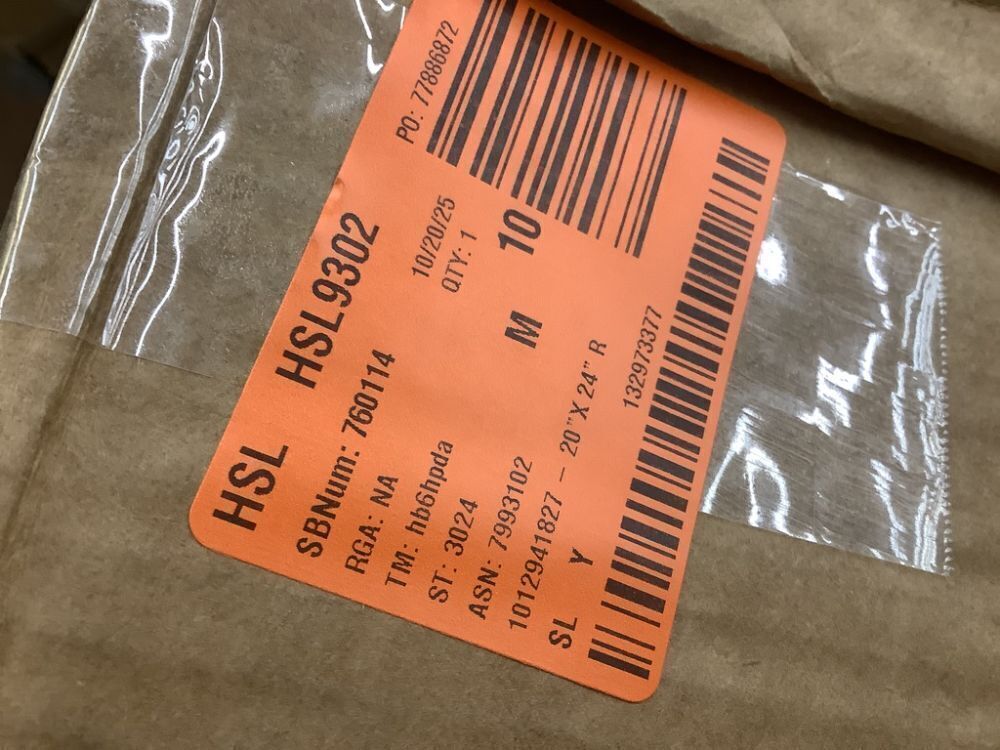 HSL HSL9302 PO: 77886872
SBNum: 760114 10/20/25
RGA: NA QTY: 1
TM: hb6hpda
ST: 3024 M 10
ASN: 7993102
1012941827 - 20"X 24" R
SL Y 132973377